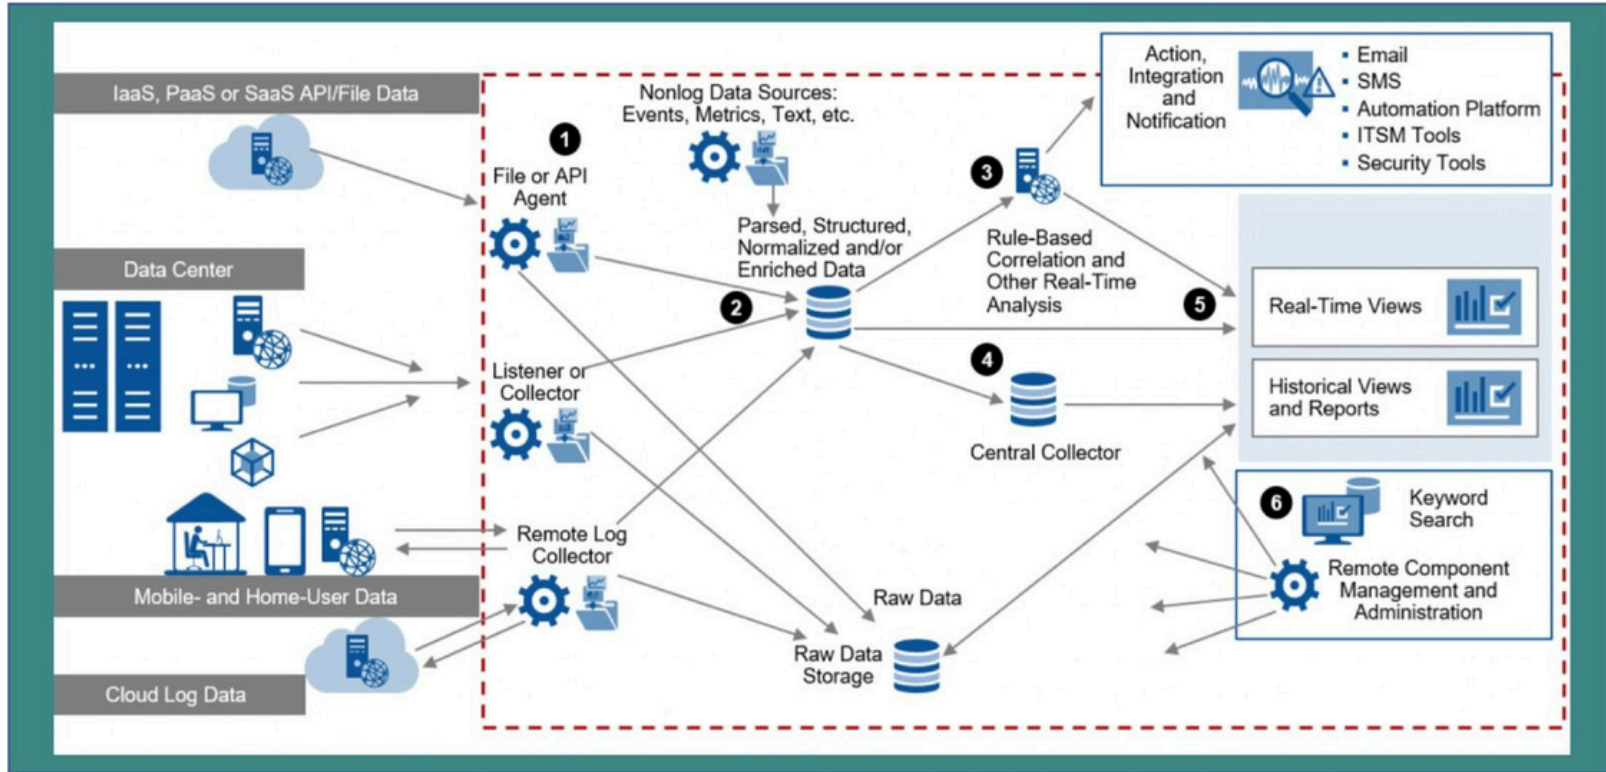 IaaS, PaaS or SaaS API/File Data
Data Center
Mobile- and Home-User Data
Cloud Log Data
1
File or API
Agent
Listener or
Collector
Remote Log
Collector
Nonlog Data Sources:
Events, Metrics, Text, etc.
Parsed, Structured,
Normalized and/or
Enriched Data
2
Raw Data
Raw Data
Storage
3
Rule-Based
Correlation and
Other Real-Time
Analysis
4
Central Collector
Action,
Integration
and
Notification
▪ Email
▪ SMS
▪ Automation Platform
▪ ITSM Tools
▪ Security Tools
5
Real-Time Views
Historical Views
and Reports
6
Keyword
Search
Remote Component
Management and
Administration